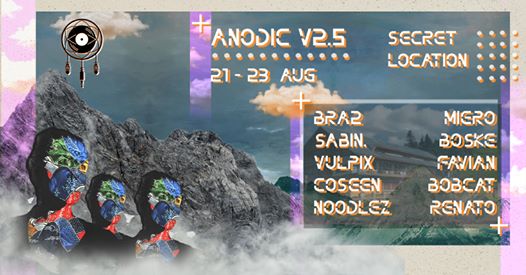 ANODIC V2.5
21 - 23 AUG
SECRET
LOCATION
BRAZ
SABIN.
VULPIX
COSEEN
NOODLEZ
MIGRO
BOSKE
FAVIAN
BOBCAT
RENATO